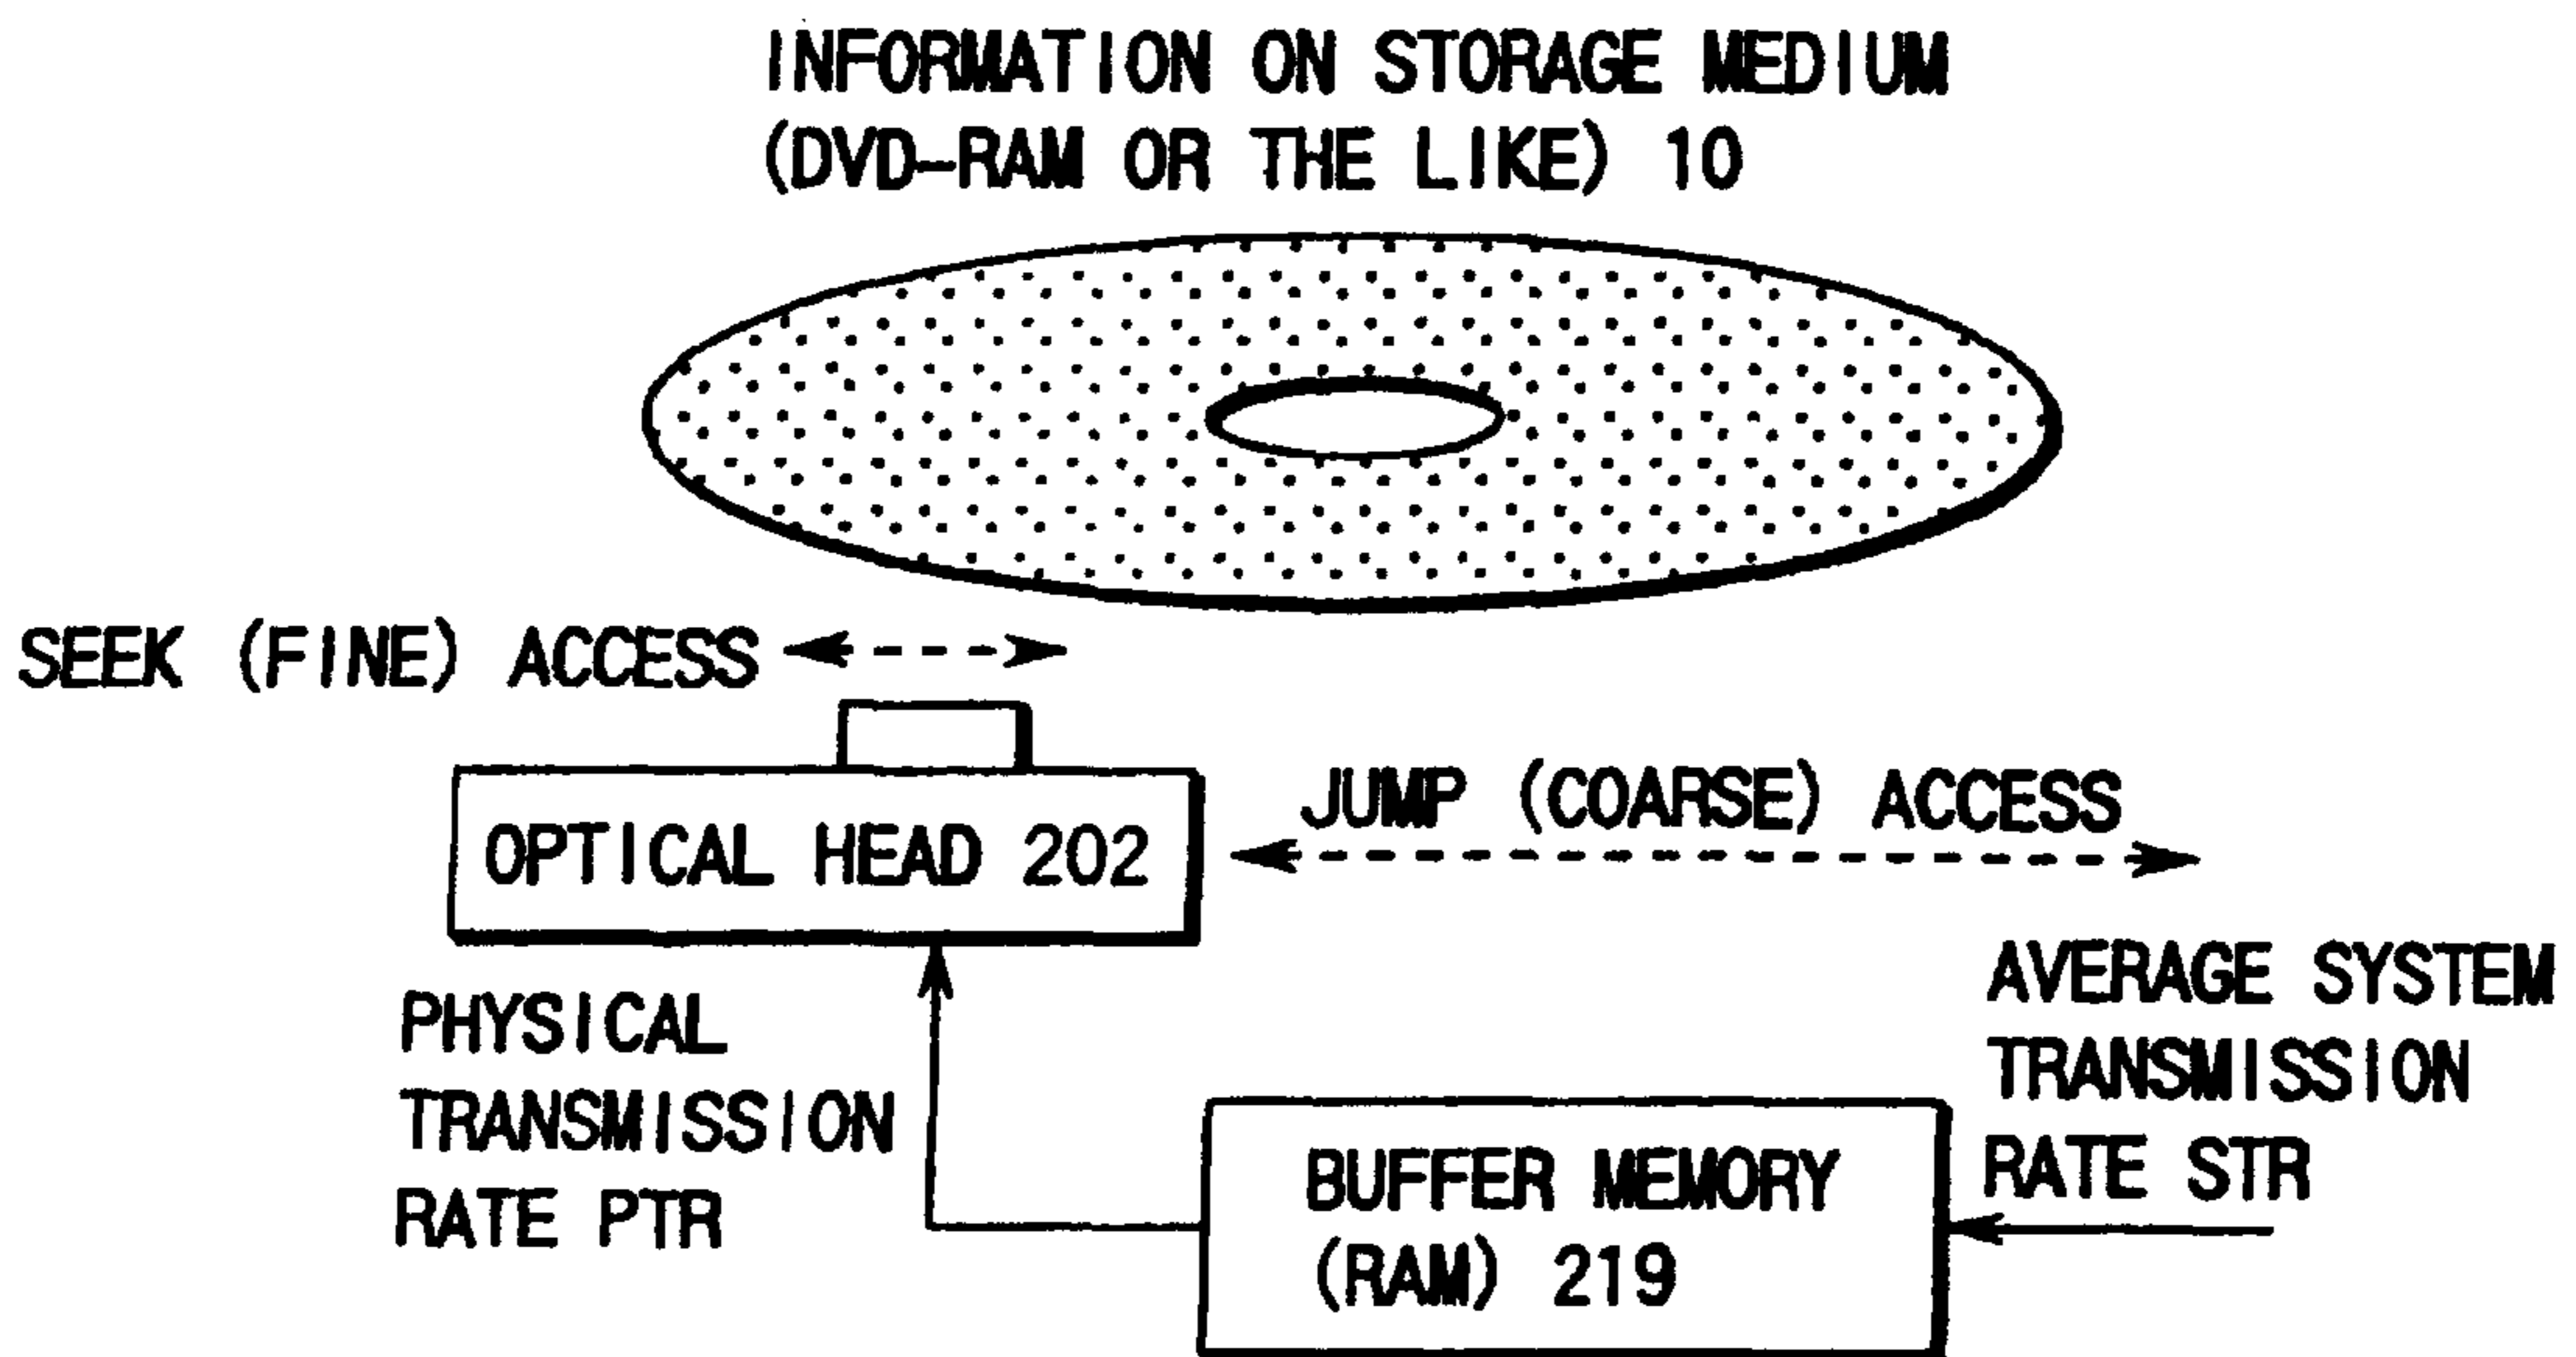 INFORMATION ON STORAGE MEDIUM
(DVD-RAM OR THE LIKE) 10
SEEK (FINE) ACCESS
OPTICAL HEAD 202
JUMP (COARSE) ACCESS
PHYSICAL
TRANSMISSION
RATE PTR
BUFFER MEMORY
(RAM) 219
AVERAGE SYSTEM
TRANSMISSION
RATE STR